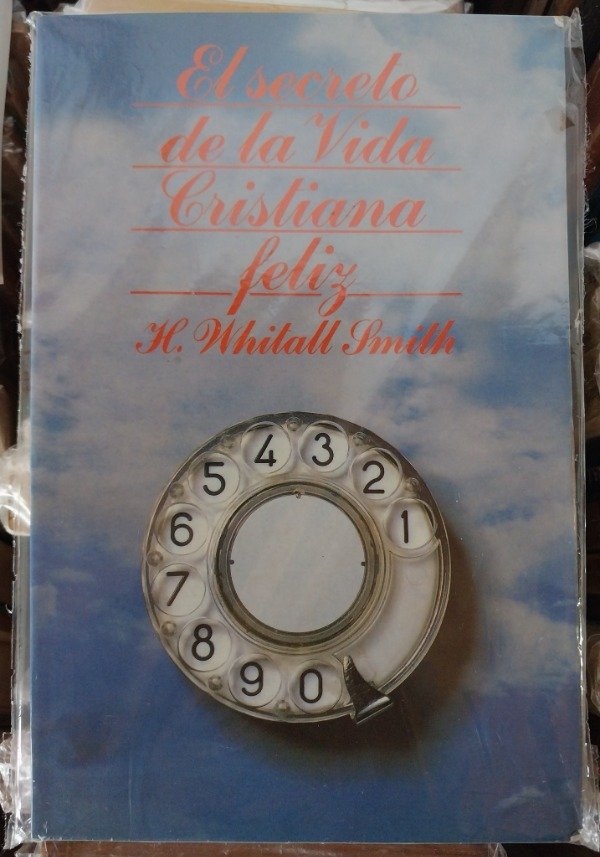 El secreto
de la Vida
Cristiana
feliz
H. Whitall Smith
4 3
5 2
6 1
7
8
9 0